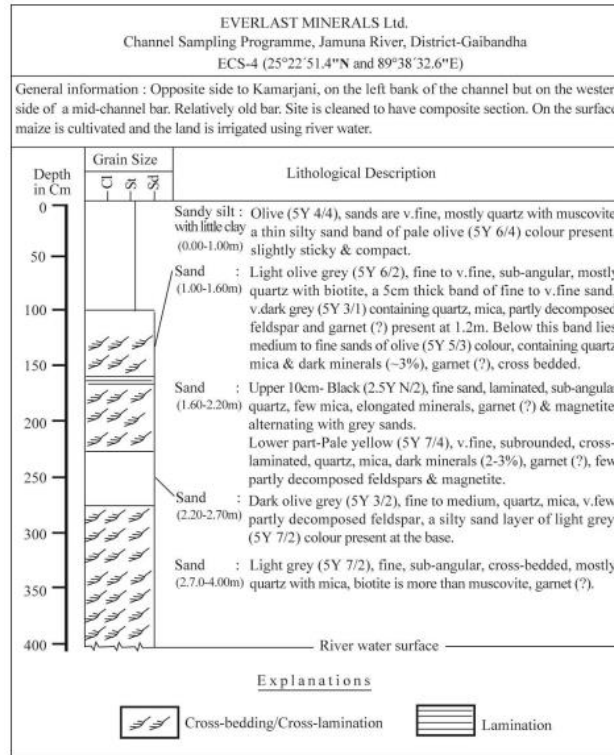 EVERLAST MINERALS Ltd.
Channel Sampling Programme, Jamuna River, District-Gaibandha
ECS-4 (25°22´51.4"N and 89°38´32.6"E)
General information : Opposite side to Kamarjani, on the left bank of the channel but on the wester
side of a mid-channel bar. Relatively old bar. Site is cleaned to have composite section. On the surface
maize is cultivated and the land is irrigated using river water.
Depth in Cm
Grain Size
Cl St Sd
Lithological Description
0
50
100
150
200
250
300
350
400
Sandy silt : Olive (5Y 4/4), sands are v.fine, mostly quartz with muscovite
with little clay a thin silty sand band of pale olive (5Y 6/4) colour present,
(0.00-1.00m) slightly sticky & compact.
Sand : Light olive grey (5Y 6/2), fine to v.fine, sub-angular, mostly
(1.00-1.60m) quartz with biotite, a 5cm thick band of fine to v.fine sand,
v.dark grey (5Y 3/1) containing quartz, mica, partly decomposed
feldspar and garnet (?) present at 1.2m. Below this band lies
medium to fine sands of olive (5Y 5/3) colour, containing quartz
mica & dark minerals (~3%), garnet (?), cross bedded.
Sand : Upper 10cm- Black (2.5Y N/2), fine sand, laminated, sub-angula
(1.60-2.20m) quartz, few mica, elongated minerals, garnet (?) & magnetite
alternating with grey sands.
Lower part-Pale yellow (5Y 7/4), v.fine, subrounded, cross-
laminated, quartz, mica, dark minerals (2-3%), garnet (?), few
partly decomposed feldspars & magnetite.
Sand : Dark olive grey (5Y 3/2), fine to medium, quartz, mica, v.few
(2.20-2.70m) partly decomposed feldspar, a silty sand layer of light grey
(5Y 7/2) colour present at the base.
Sand : Light grey (5Y 7/2), fine, sub-angular, cross-bedded, mostly
(2.7.0-4.00m) quartz with mica, biotite is more than muscovite, garnet (?).
River water surface
Explanations
Cross-bedding/Cross-lamination
Lamination